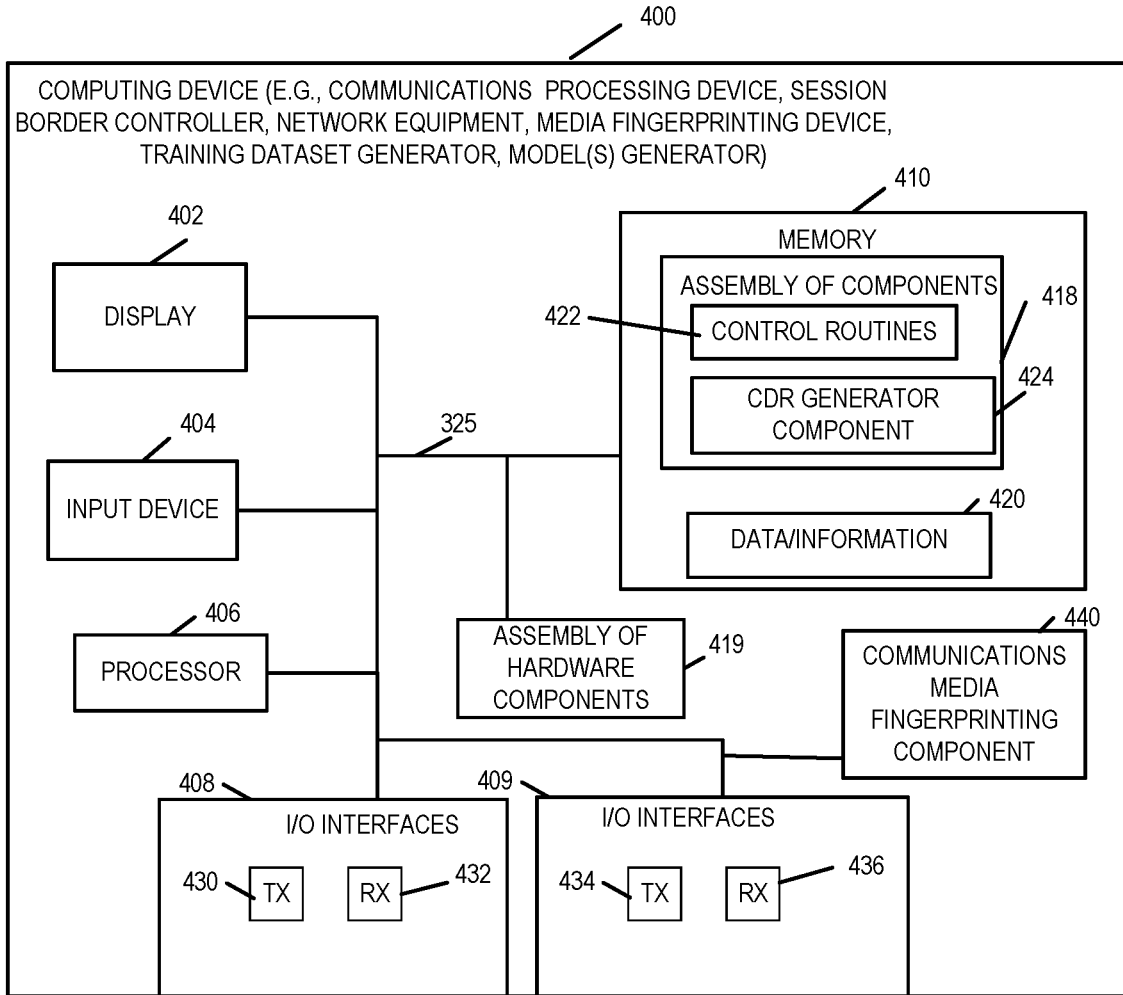 400
COMPUTING DEVICE (E.G., COMMUNICATIONS PROCESSING DEVICE, SESSION
BORDER CONTROLLER, NETWORK EQUIPMENT, MEDIA FINGERPRINTING DEVICE,
TRAINING DATASET GENERATOR, MODEL(S) GENERATOR)
402
DISPLAY
404
INPUT DEVICE
406
PROCESSOR
325
410
MEMORY
ASSEMBLY OF COMPONENTS
418
422
CONTROL ROUTINES
424
CDR GENERATOR
COMPONENT
420
DATA/INFORMATION
ASSEMBLY OF
HARDWARE
COMPONENTS
419
440
COMMUNICATIONS
MEDIA
FINGERPRINTING
COMPONENT
408
I/O INTERFACES
430
TX
RX
432
409
I/O INTERFACES
434
TX
RX
436